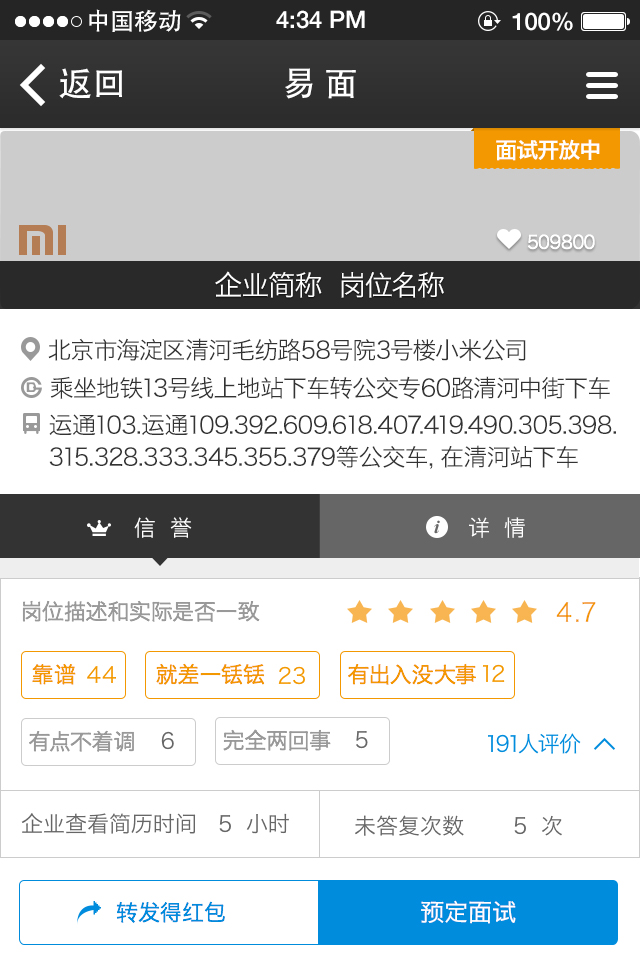 中国移动 4:34 PM 100%
返回 易 面
面试开放中
MI
509800
企业简称 岗位名称
北京市海淀区清河毛纺路58号院3号楼小米公司
乘坐地铁13号线上地站下车转公交专60路清河中街下车
运通103.运通109.392.609.618.407.419.490.305.398.
315.328.333.345.355.379等公交车, 在清河站下车
信 誉 详 情
岗位描述和实际是否一致 4.7
靠谱 44 就差一铥铥 23 有出入没大事 12
有点不着调 6 完全两回事 5 191人评价
企业查看简历时间 5 小时 未答复次数 5 次
转发得红包 预定面试